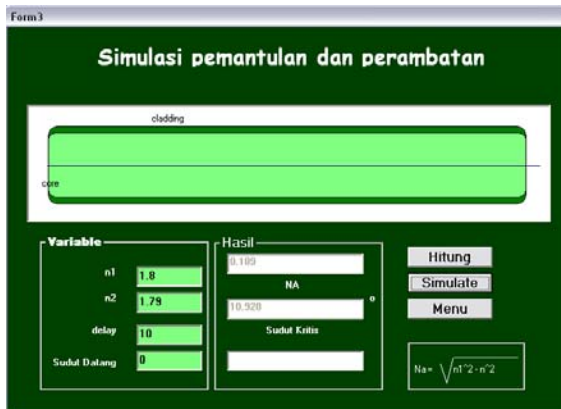 Form3
Simulasi pemantulan dan perambatan
cladding
core
Variable
n1 1.8
n2 1.79
delay 10
Sudut Datang 0
Hasil
0.189
NA
10.920 o
Sudut Kritis
Hitung
Simulate
Menu
Na= √n1^2-n^2